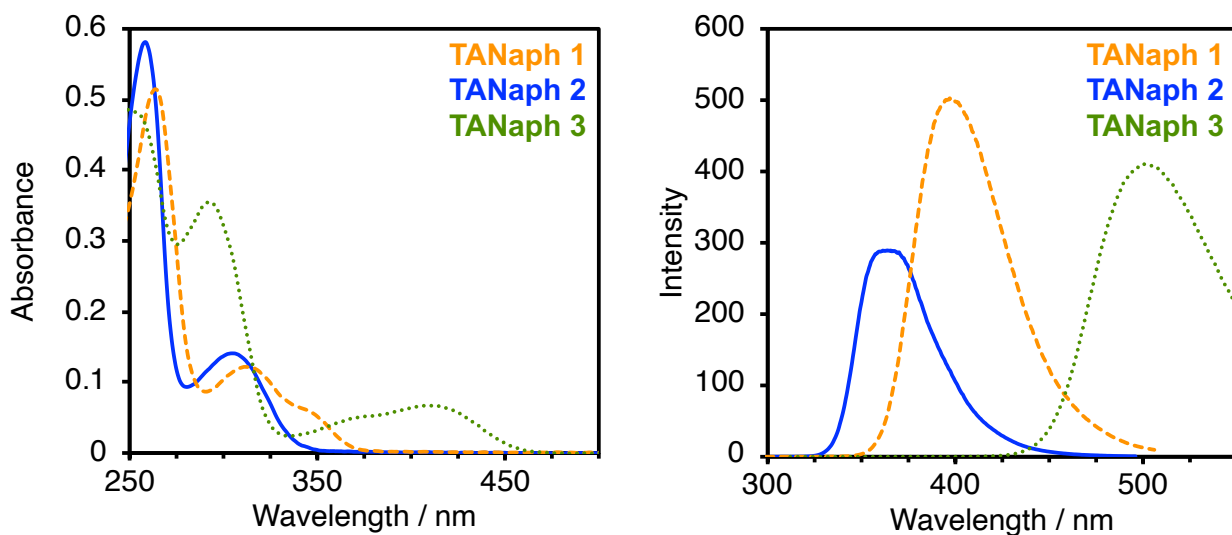 0.6
0.5
0.4
0.3
0.2
0.1
0
250
350
450
Absorbance
Wavelength / nm
TANaph 1
TANaph 2
TANaph 3
600
500
400
300
200
100
0
300
400
500
Intensity
Wavelength / nm
TANaph 1
TANaph 2
TANaph 3